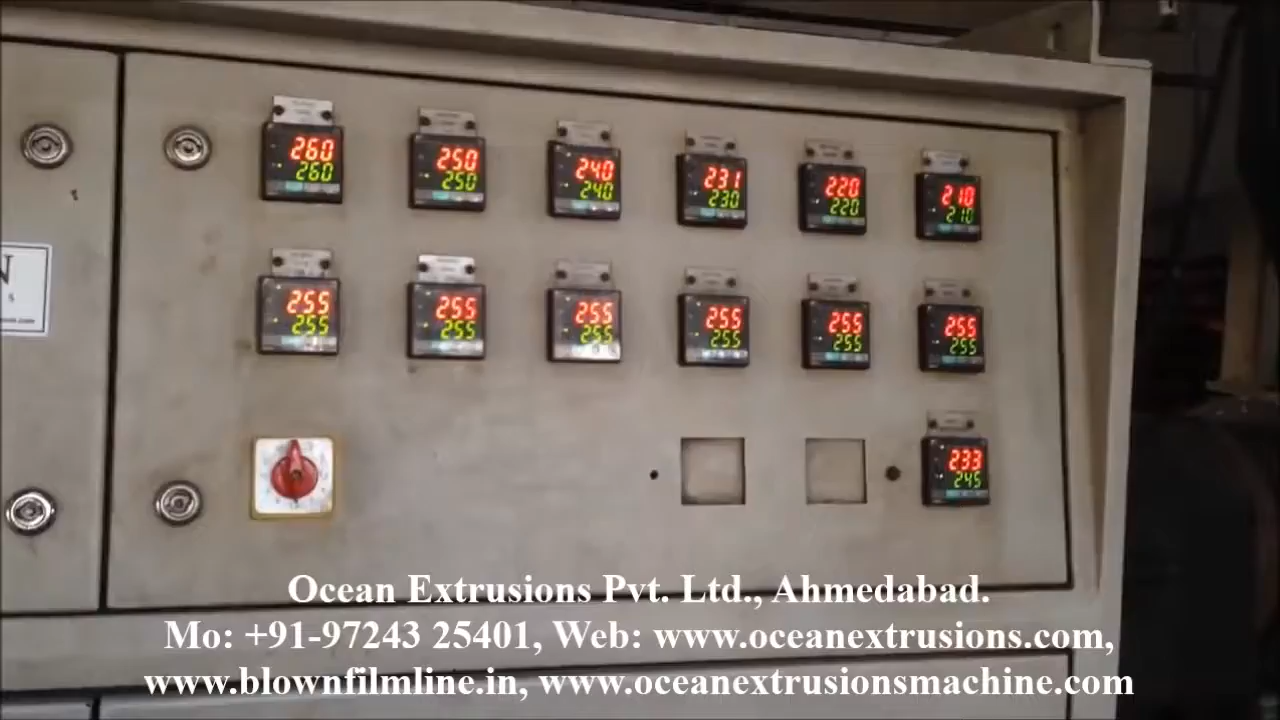 260 250 240 231 220 210
260 250 240 230 220 210
255 255 255 255 255 255
255 255 255 255 255 255
N
233
245
Ocean Extrusions Pvt. Ltd., Ahmedabad.
Mo: +91-97243 25401, Web: www.oceanextrusions.com,
www.blownfilmline.in, www.oceanextrusionsmachine.com